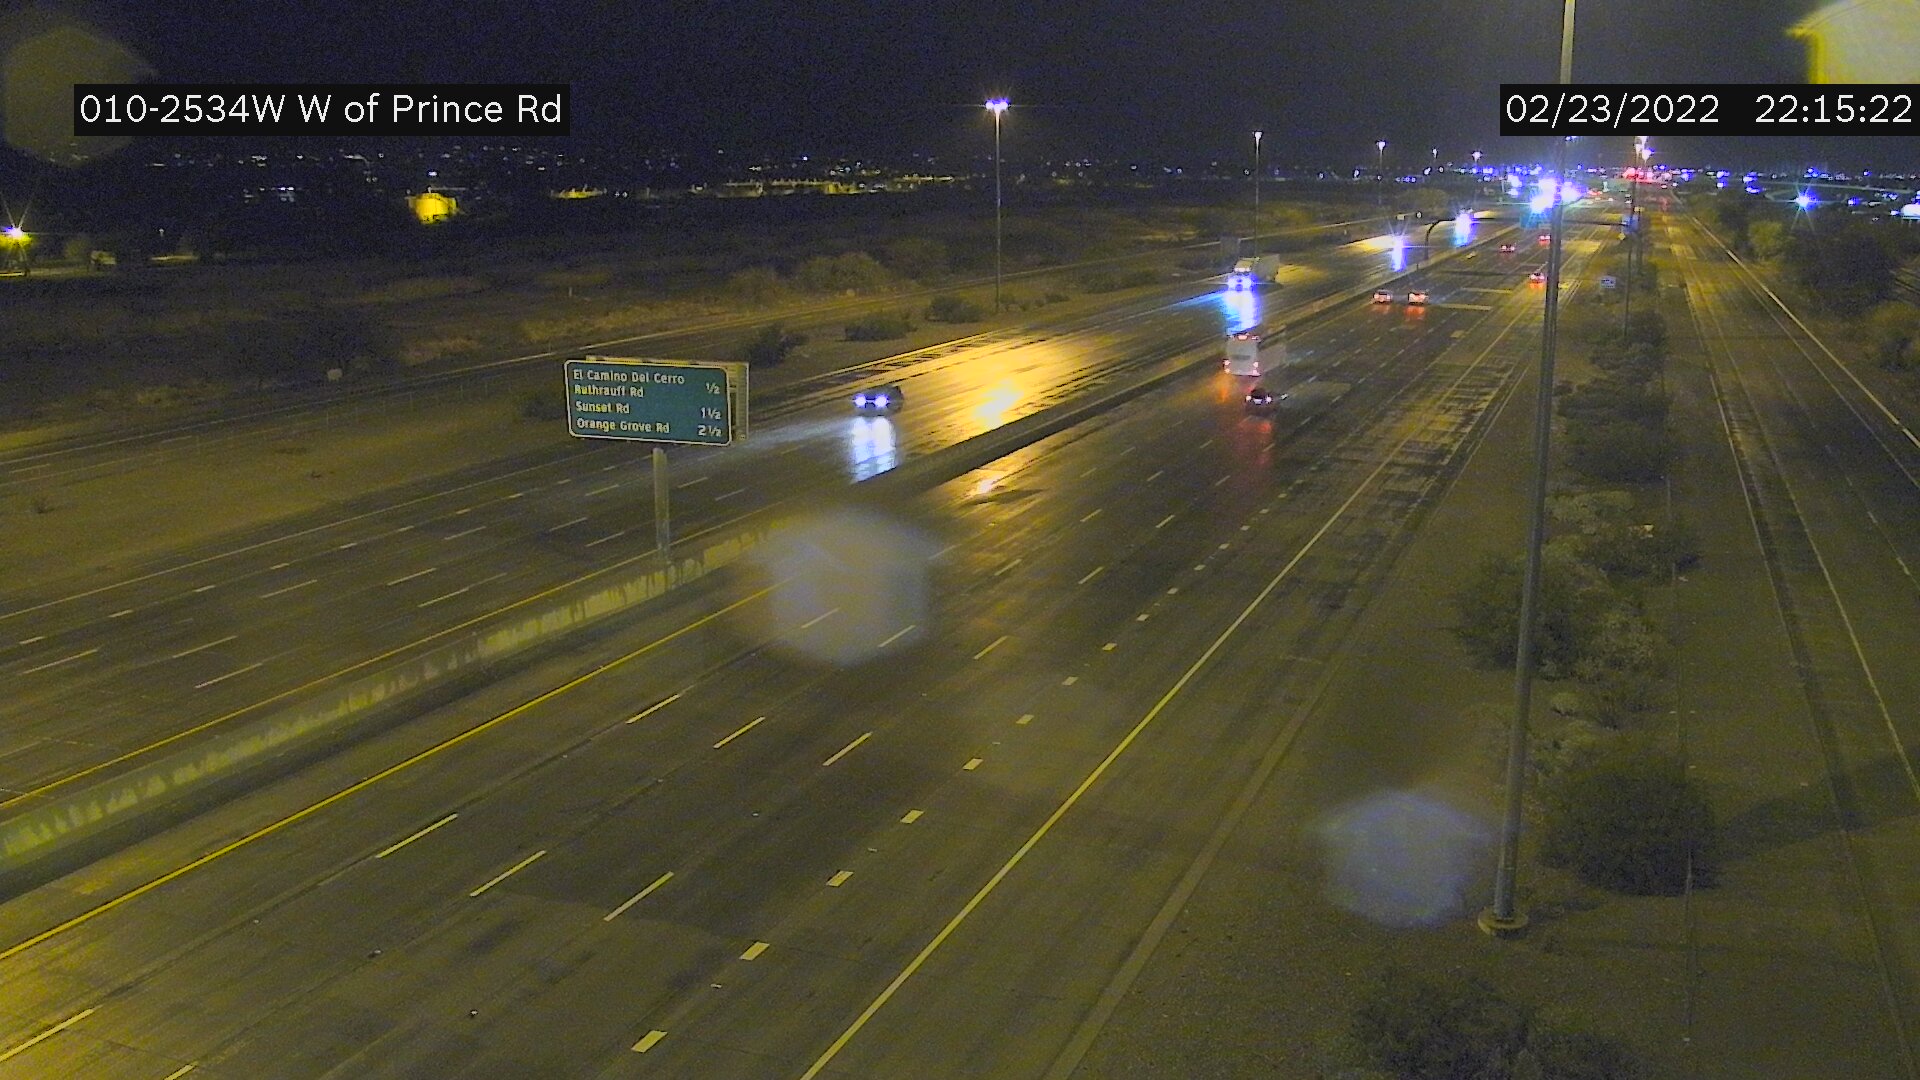 010-2534W W of Prince Rd
02/23/2022 22:15:22
El Camino Del Cerro
Ruthrauff Rd 1/2
Sunset Rd 1 1/2
Orange Grove Rd 2 1/2